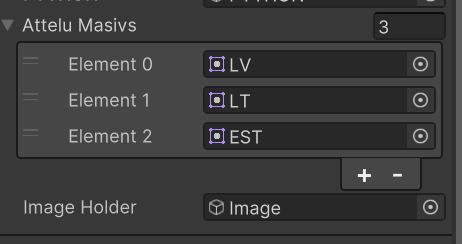 Attelu Masivs 3
Element 0 LV
Element 1 LT
Element 2 EST
+ -
Image Holder Image